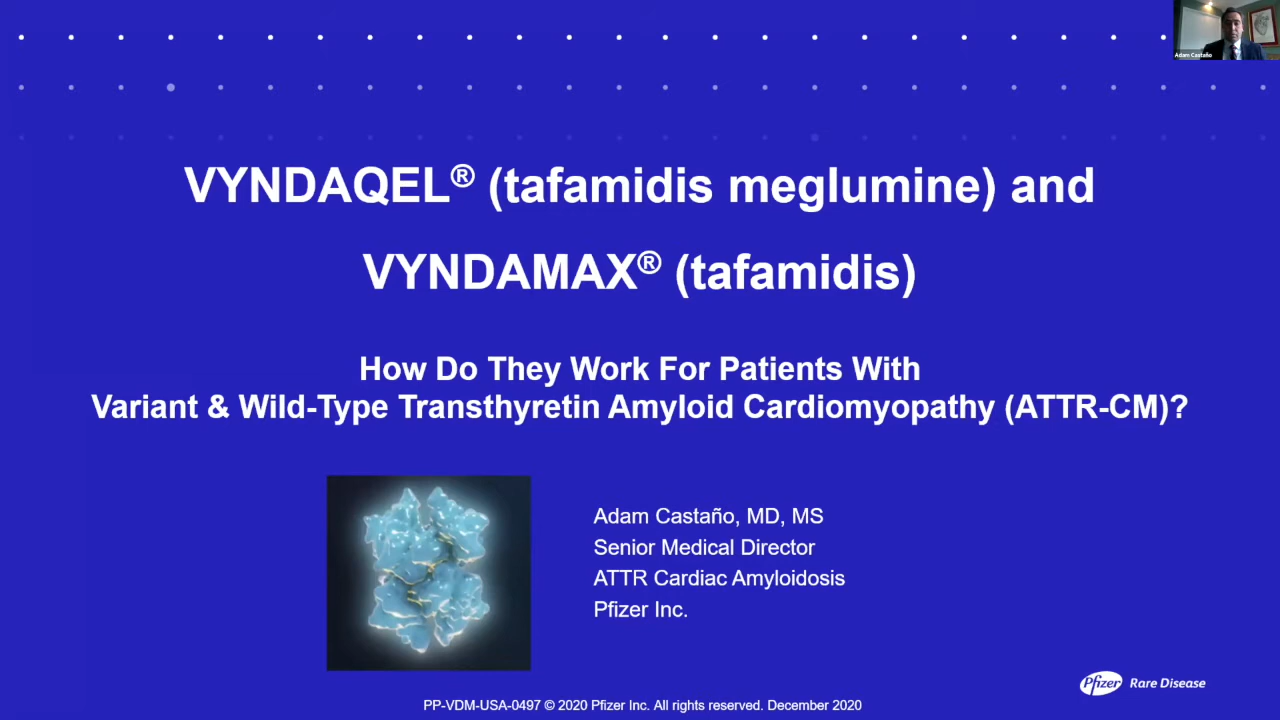 Adam Castaño
VYNDAQEL® (tafamidis meglumine) and
VYNDAMAX® (tafamidis)
How Do They Work For Patients With
Variant & Wild-Type Transthyretin Amyloid Cardiomyopathy (ATTR-CM)?
Adam Castaño, MD, MS
Senior Medical Director
ATTR Cardiac Amyloidosis
Pfizer Inc.
Pfizer Rare Disease
PP-VDM-USA-0497 © 2020 Pfizer Inc. All rights reserved. December 2020